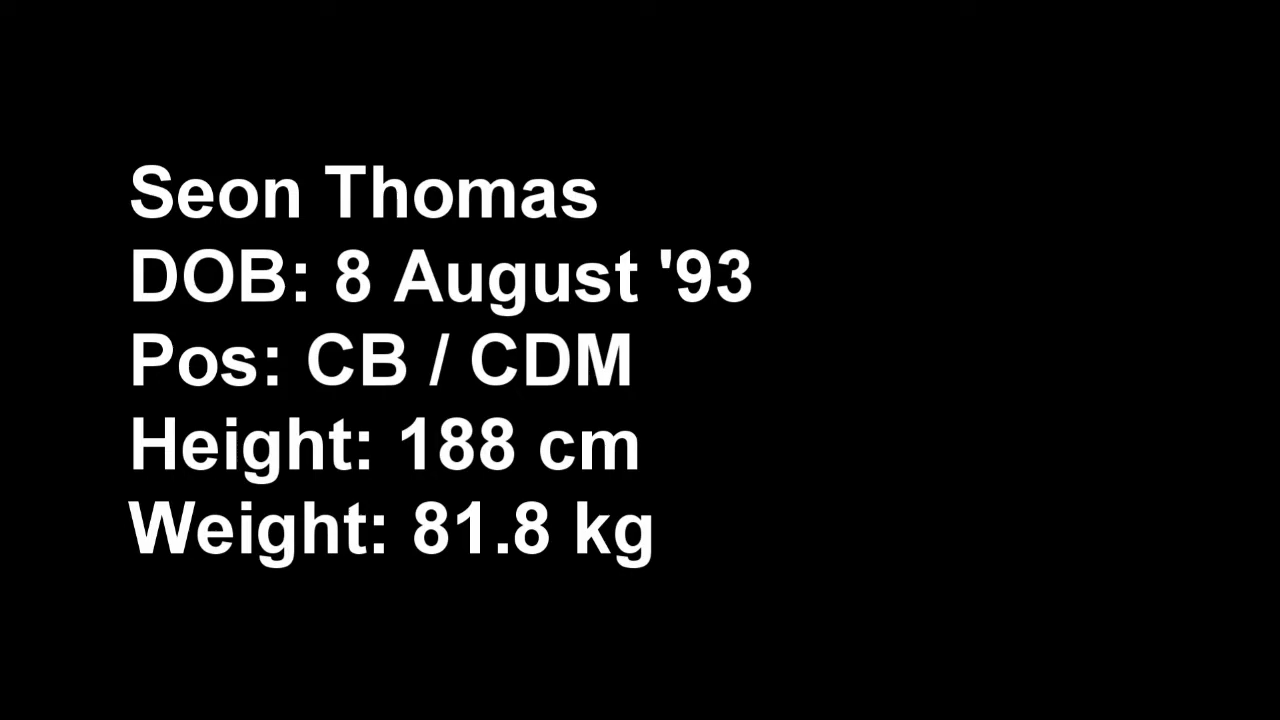 Seon Thomas
DOB: 8 August '93
Pos: CB / CDM
Height: 188 cm
Weight: 81.8 kg